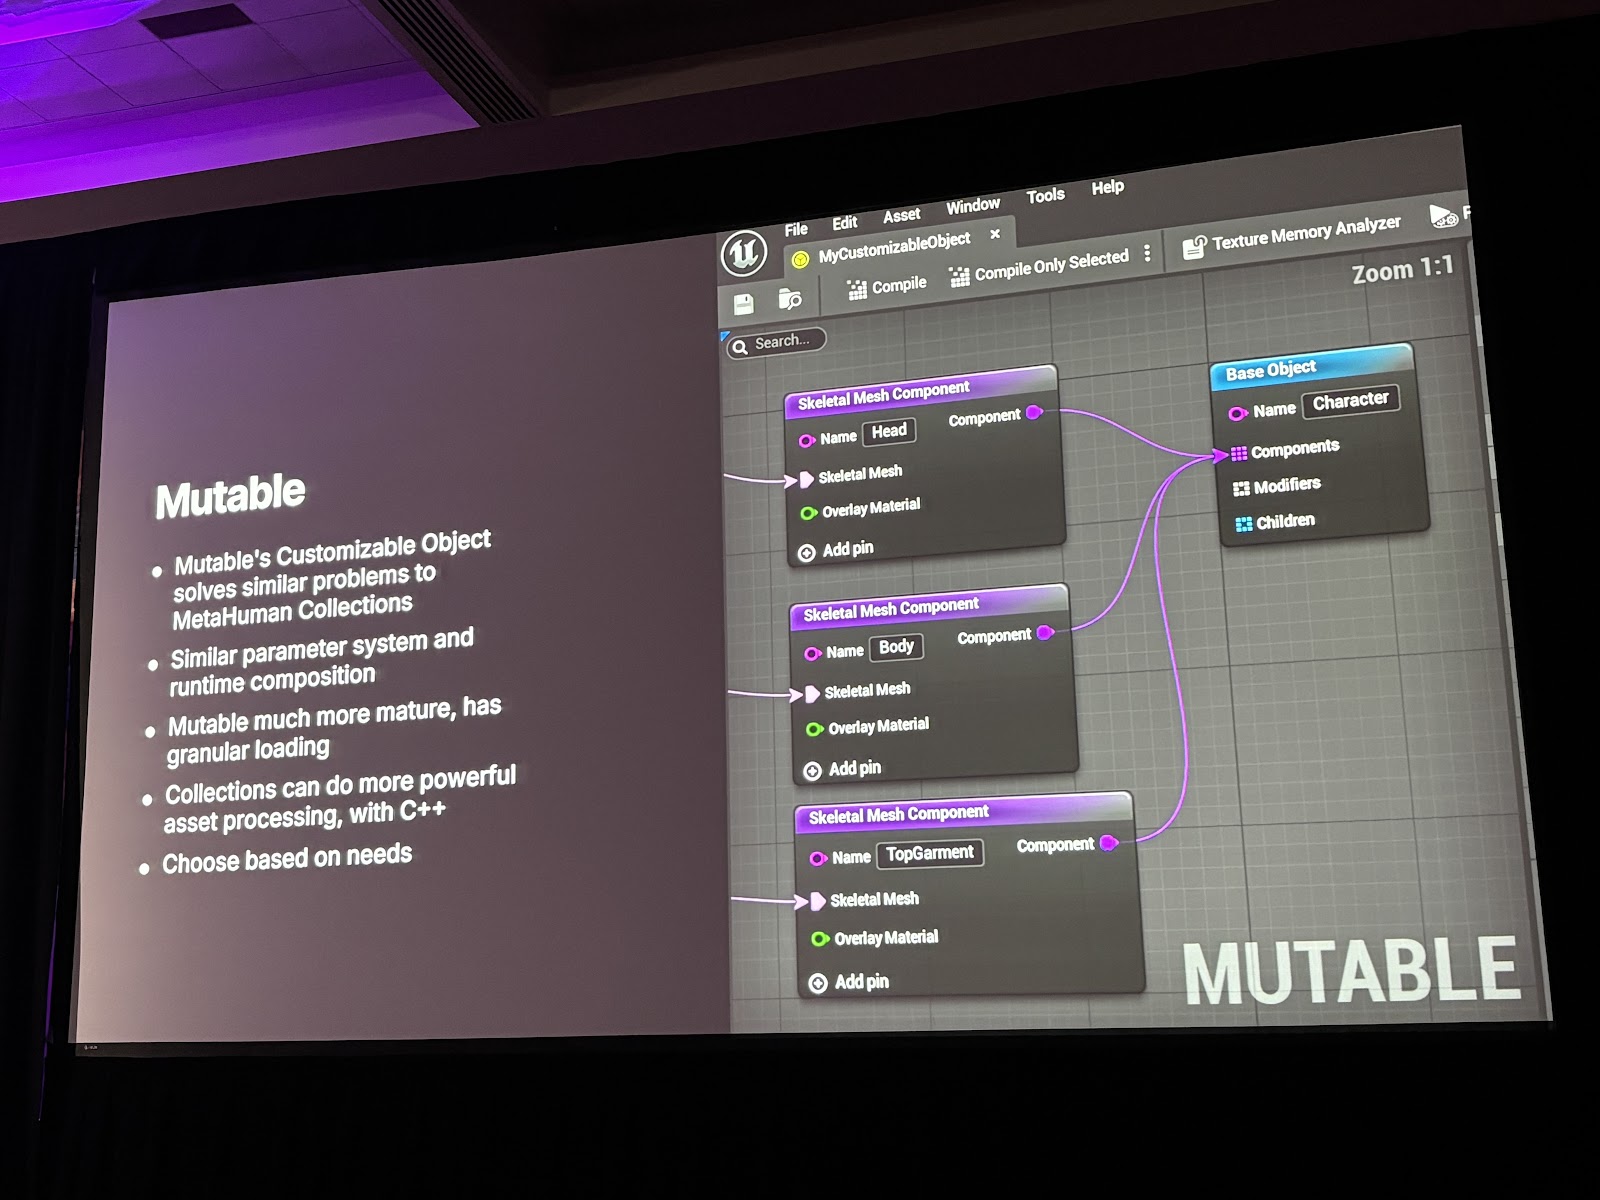 Mutable
• Mutable's Customizable Object
solves similar problems to
MetaHuman Collections
• Similar parameter system and
runtime composition
• Mutable much more mature, has
granular loading
• Collections can do more powerful
asset processing, with C++
• Choose based on needs
File Edit Asset Window Tools Help
MyCustomizableObject
Compile Compile Only Selected Texture Memory Analyzer
Search... Zoom 1:1
Skeletal Mesh Component
Name Head Component
Skeletal Mesh
Overlay Material
Add pin
Skeletal Mesh Component
Name Body Component
Skeletal Mesh
Overlay Material
Add pin
Skeletal Mesh Component
Name TopGarment Component
Skeletal Mesh
Overlay Material
Add pin
Base Object
Name Character
Components
Modifiers
Children
MUTABLE